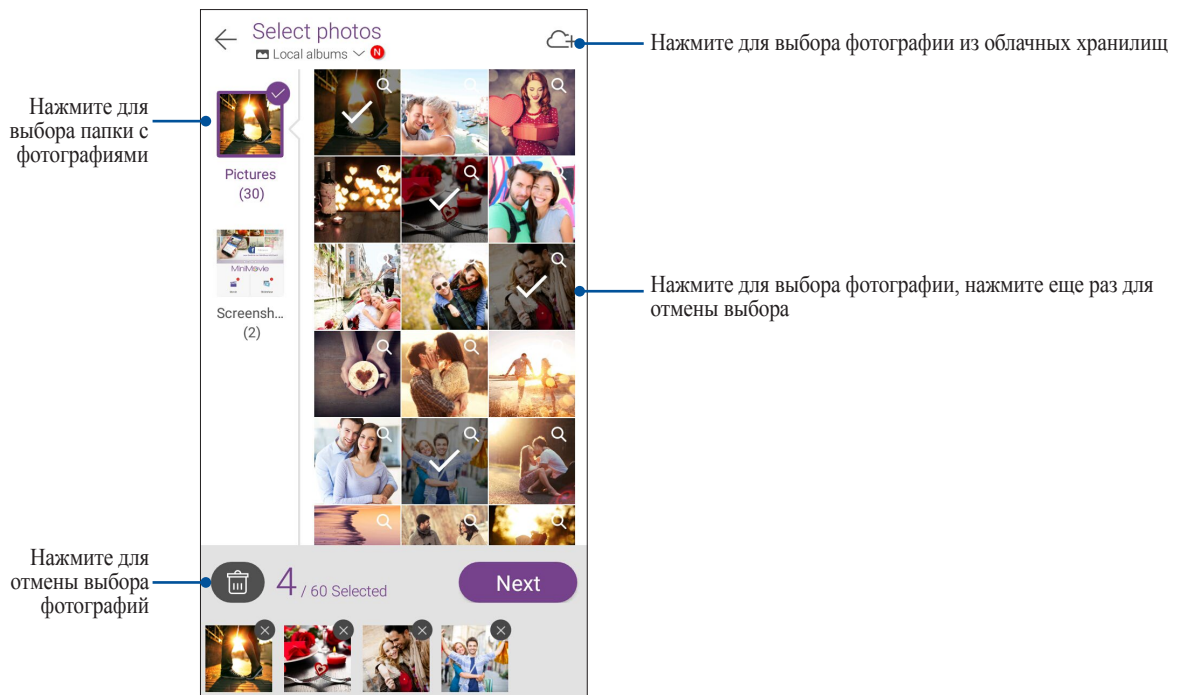 Select photos
Local albums N
Нажмите для выбора фотографии из облачных хранилищ
Нажмите для
выбора папки с
фотографиями
Pictures
(30)
MiniMovie
Screensh...
(2)
Нажмите для выбора фотографии, нажмите еще раз для
отмены выбора
Нажмите для
отмены выбора
фотографий
4 / 60 Selected
Next